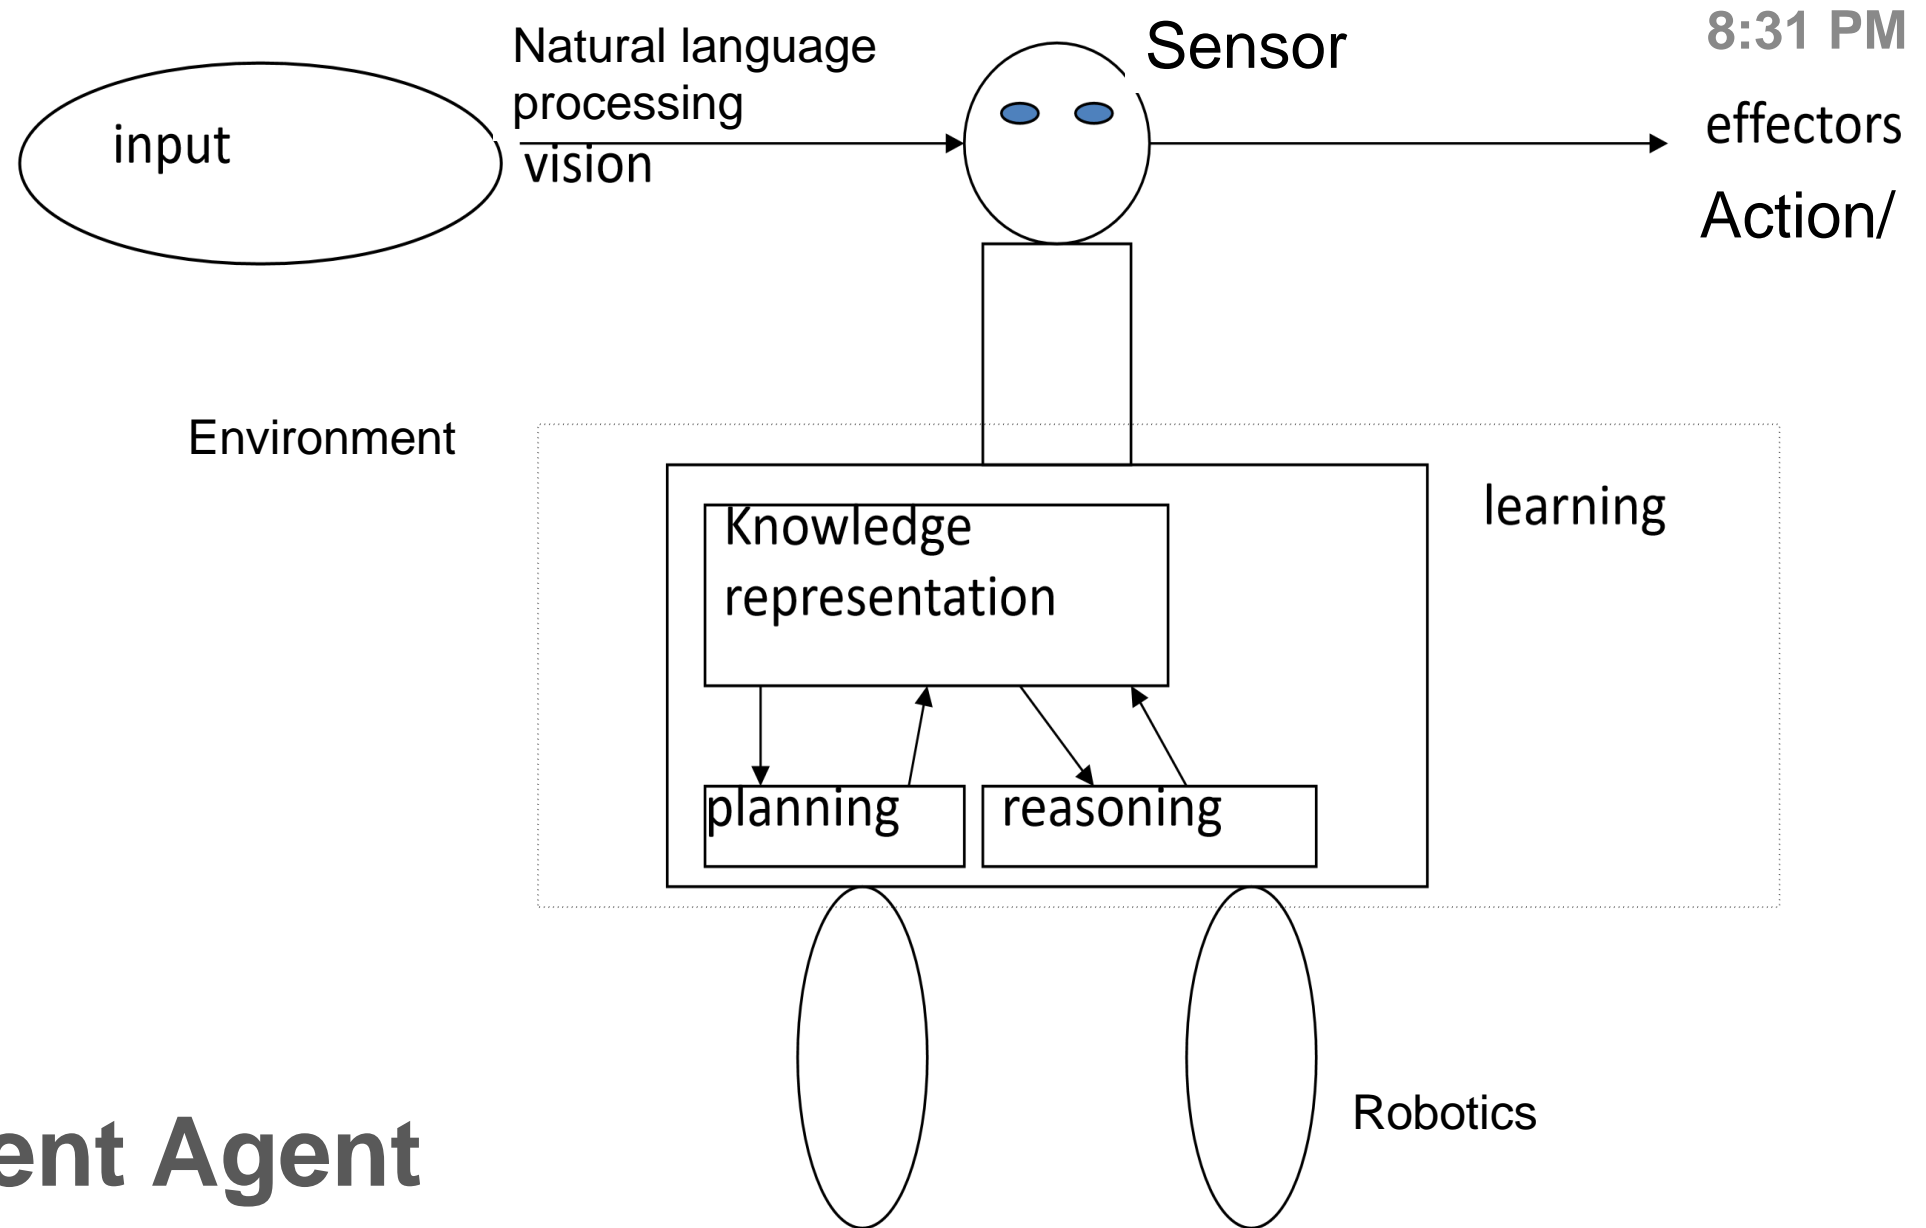 8:31 PM
Natural language
processing
vision
Sensor
input
effectors
Action/
Environment
learning
Knowledge
representation
planning
reasoning
Robotics
ent Agent